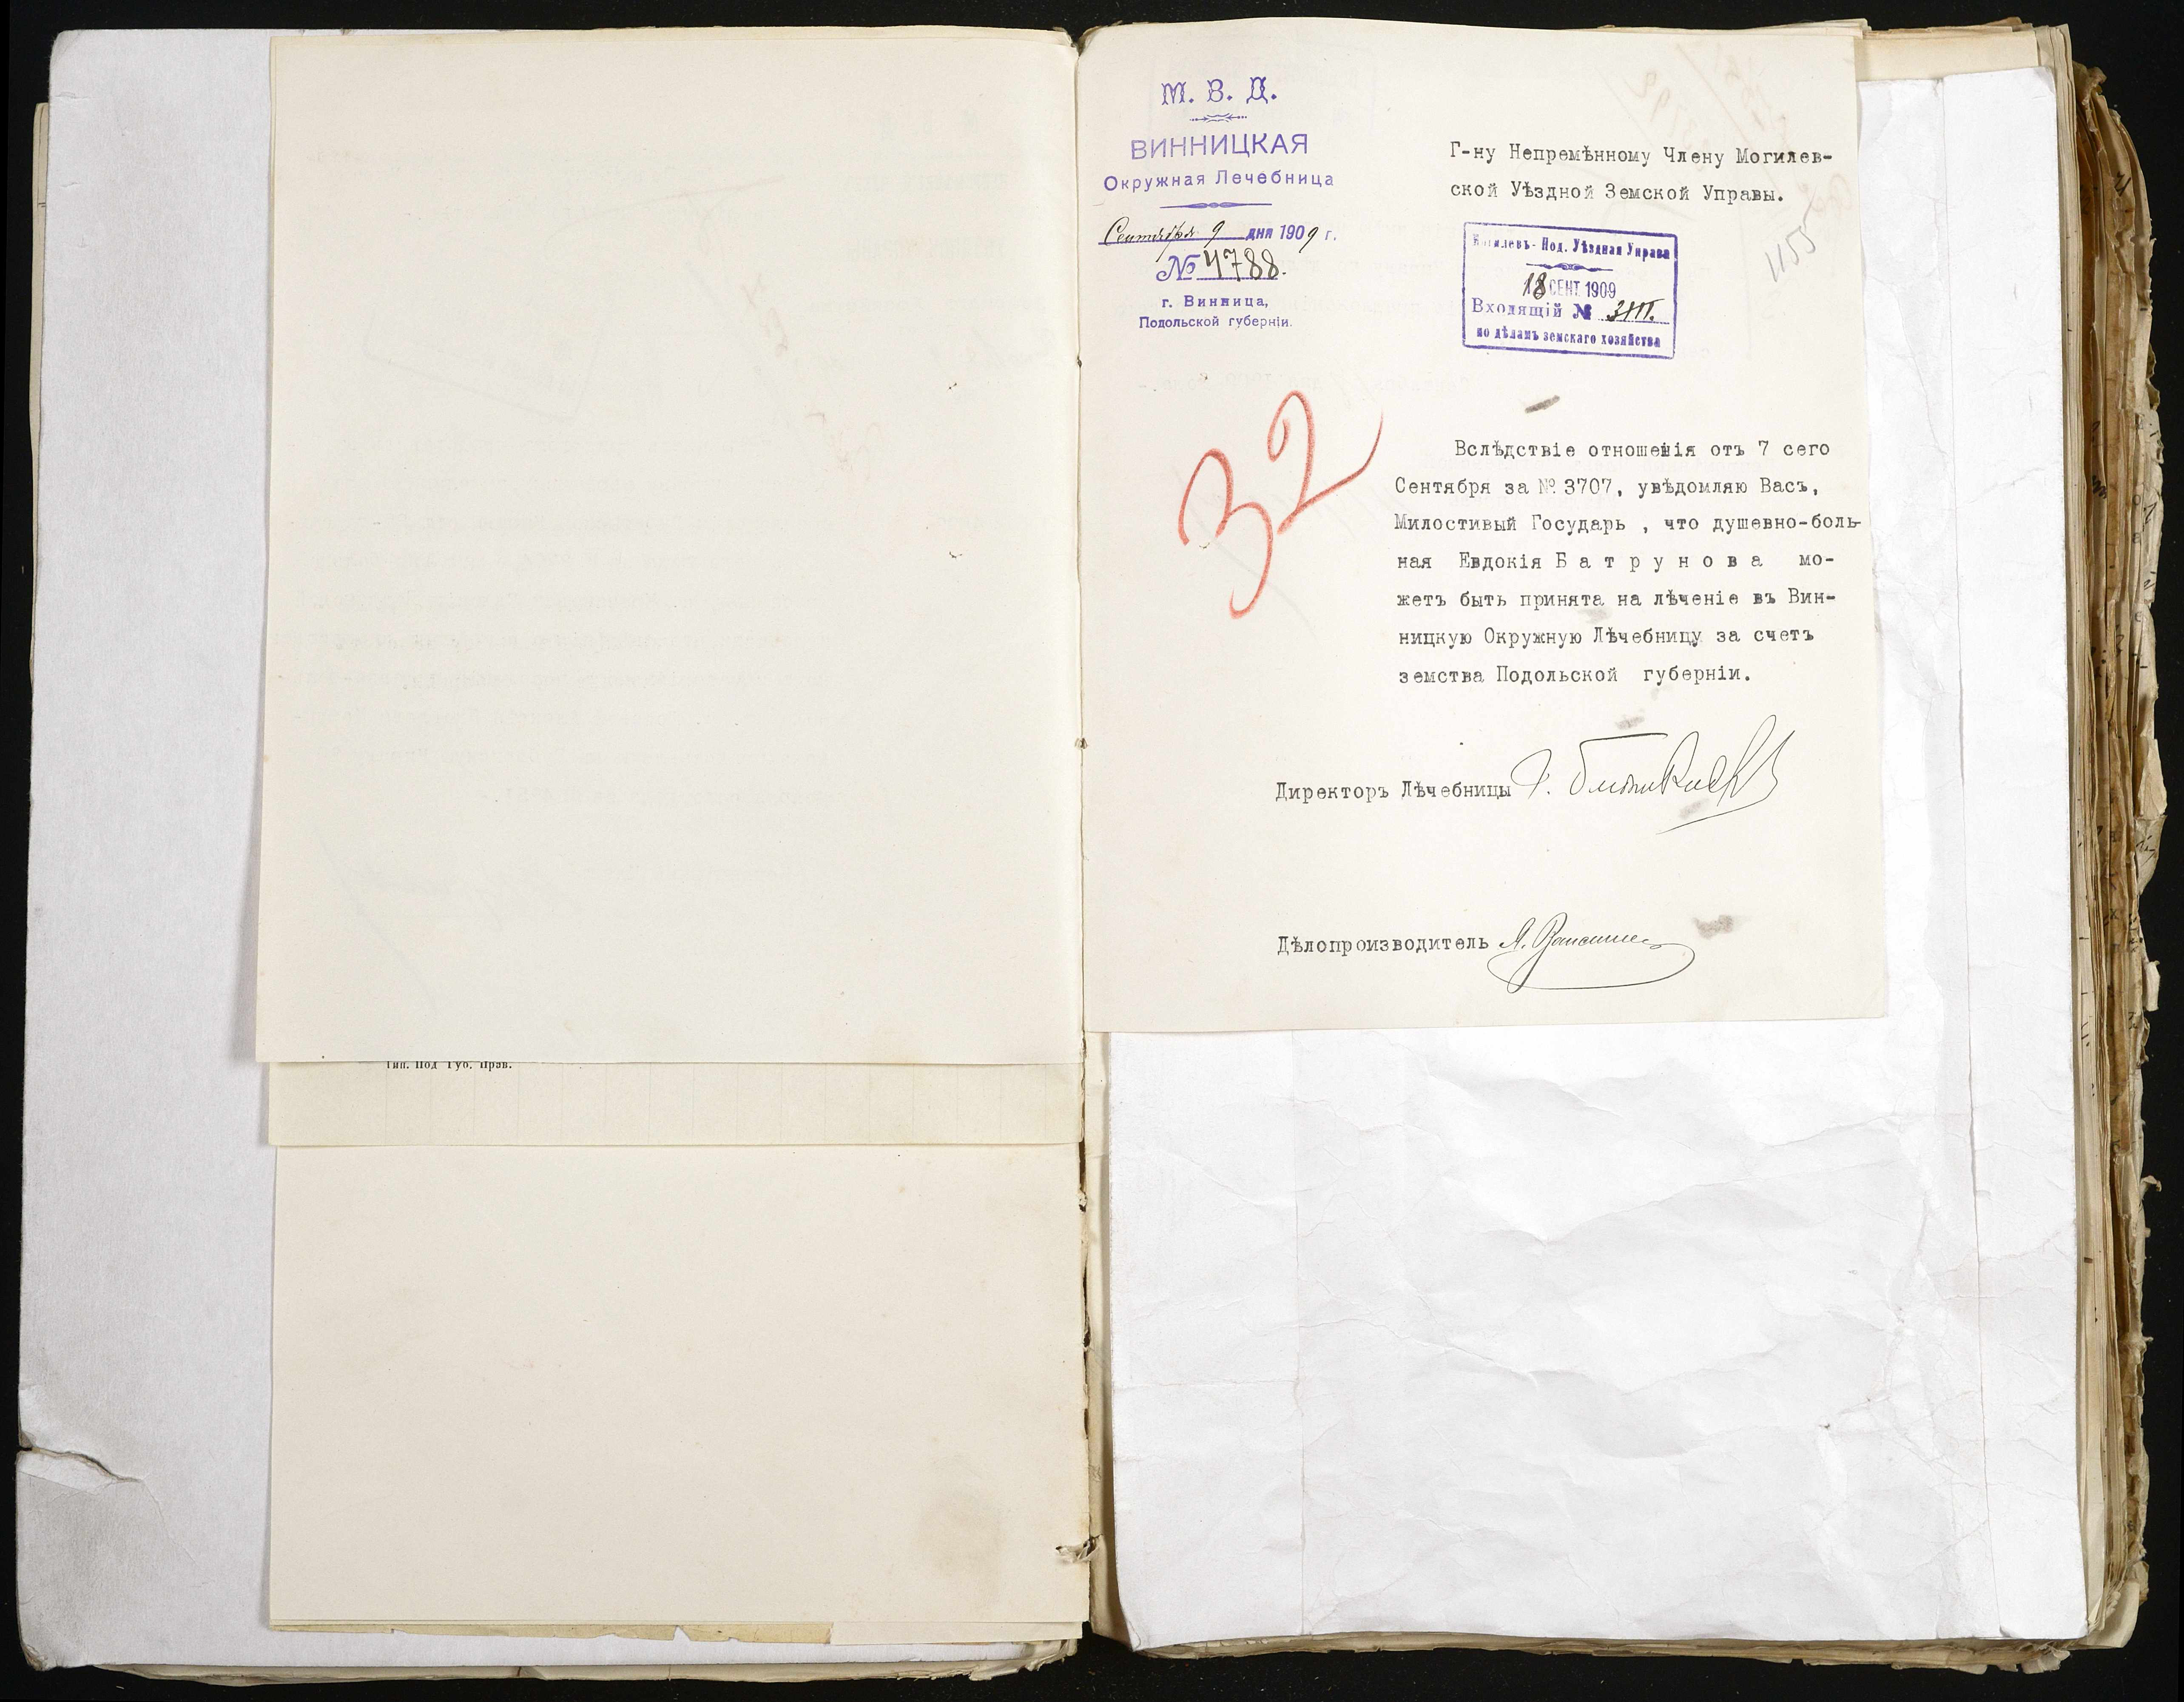 Тип. Под Губ. Прав.
М. В. Д.
ВИННИЦКАЯ
Окружная Лечебница
Сентября 9 дня 1909 г.
№ 4788.
г. Винница,
Подольской губерніи.
Г-ну Непремѣнному Члену Могилев-
ской Уѣздной Земской Управы.
1155
Могилевъ-Под. Уѣздная Управа
18 СЕНТ. 1909
Входящій №
по дѣламъ земскаго хозяйства
32
Вслѣдствіе отношенія отъ 7 сего
Сентября за № 3707, увѣдомляю Васъ,
Милостивый Государь , что душевно-боль-
ная Евдокія Б а т р у н о в а мо-
жетъ быть принята на лѣченіе въ Вин-
ницкую Окружную Лѣчебницу за счетъ
земства Подольской губерніи.
Директоръ Лѣчебницы
Дѣлопроизводитель